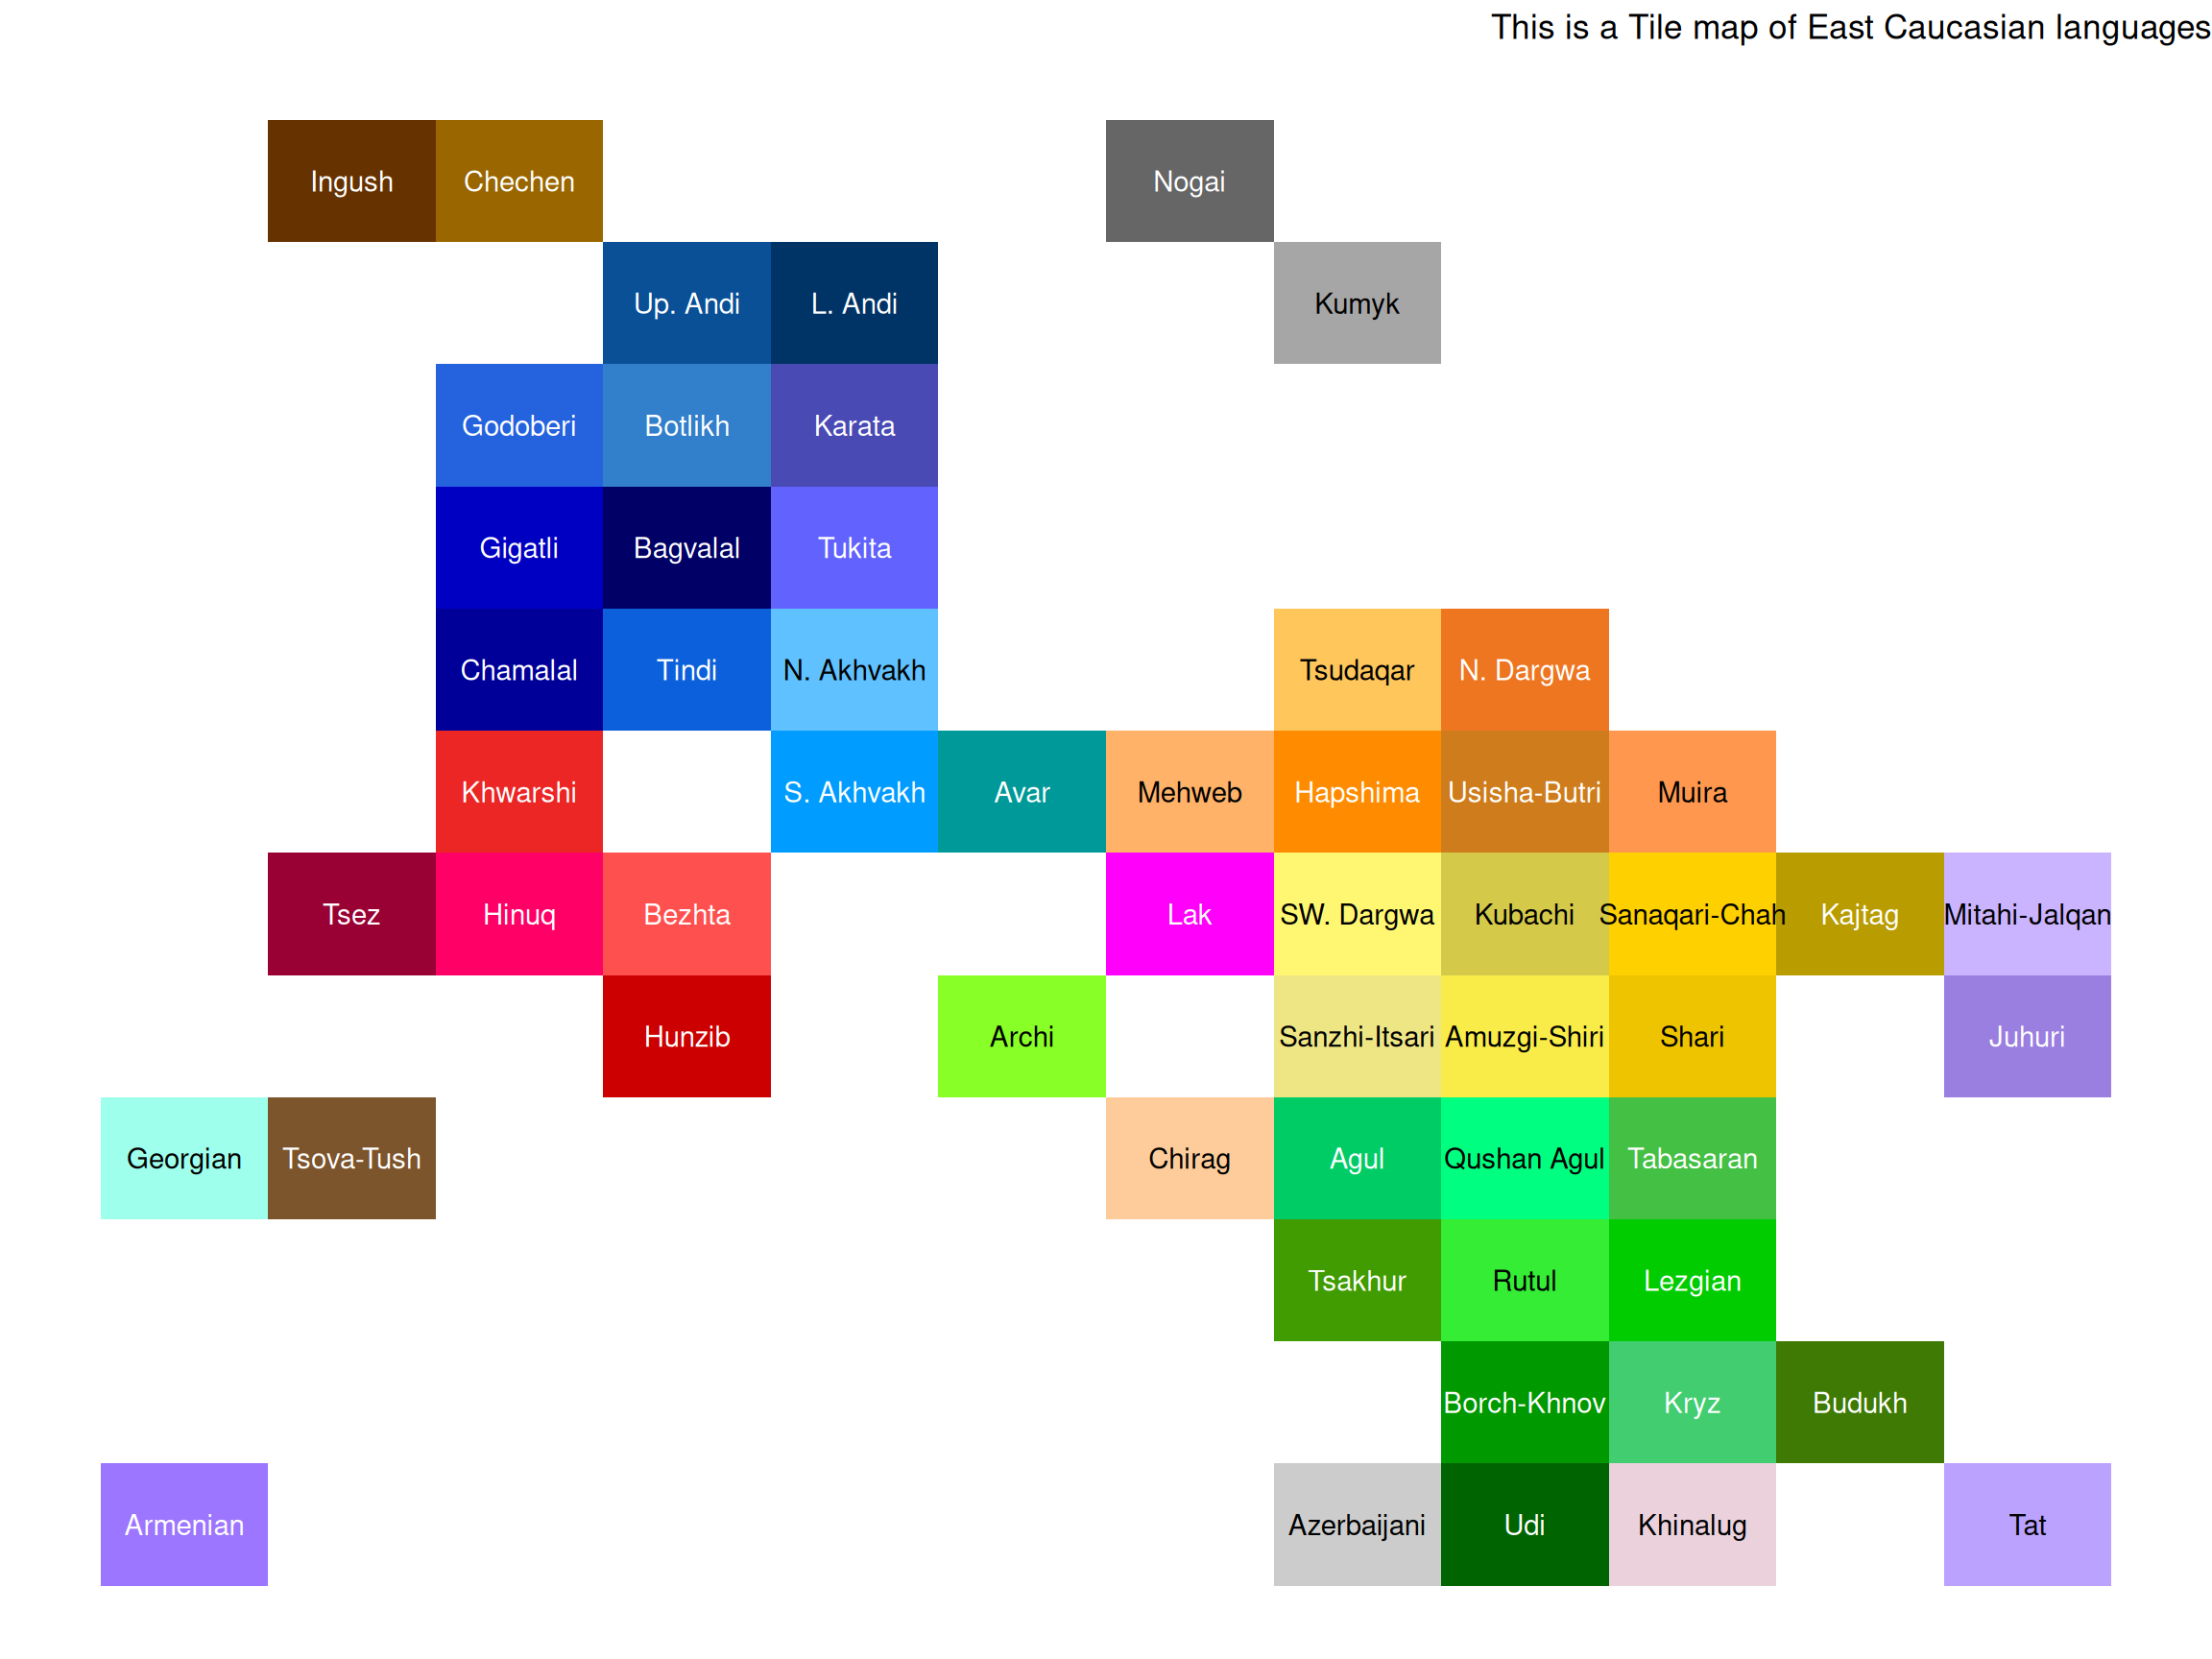 This is a Tile map of East Caucasian languages
Ingush Chechen Nogai
Up. Andi L. Andi Kumyk
Godoberi Botlikh Karata
Gigatli Bagvalal Tukita
Chamalal Tindi N. Akhvakh Tsudaqar N. Dargwa
Khwarshi S. Akhvakh Avar Mehweb Hapshima Usisha-Butri Muira
Tsez Hinuq Bezhta Lak SW. Dargwa Kubachi Sanaqari-Chah Kajtag Mitahi-Jalqan
Hunzib Archi Sanzhi-Itsari Amuzgi-Shiri Shari Juhuri
Georgian Tsova-Tush Chirag Agul Qushan Agul Tabasaran
Tsakhur Rutul Lezgian
Borch-Khnov Kryz Budukh
Armenian Azerbaijani Udi Khinalug Tat